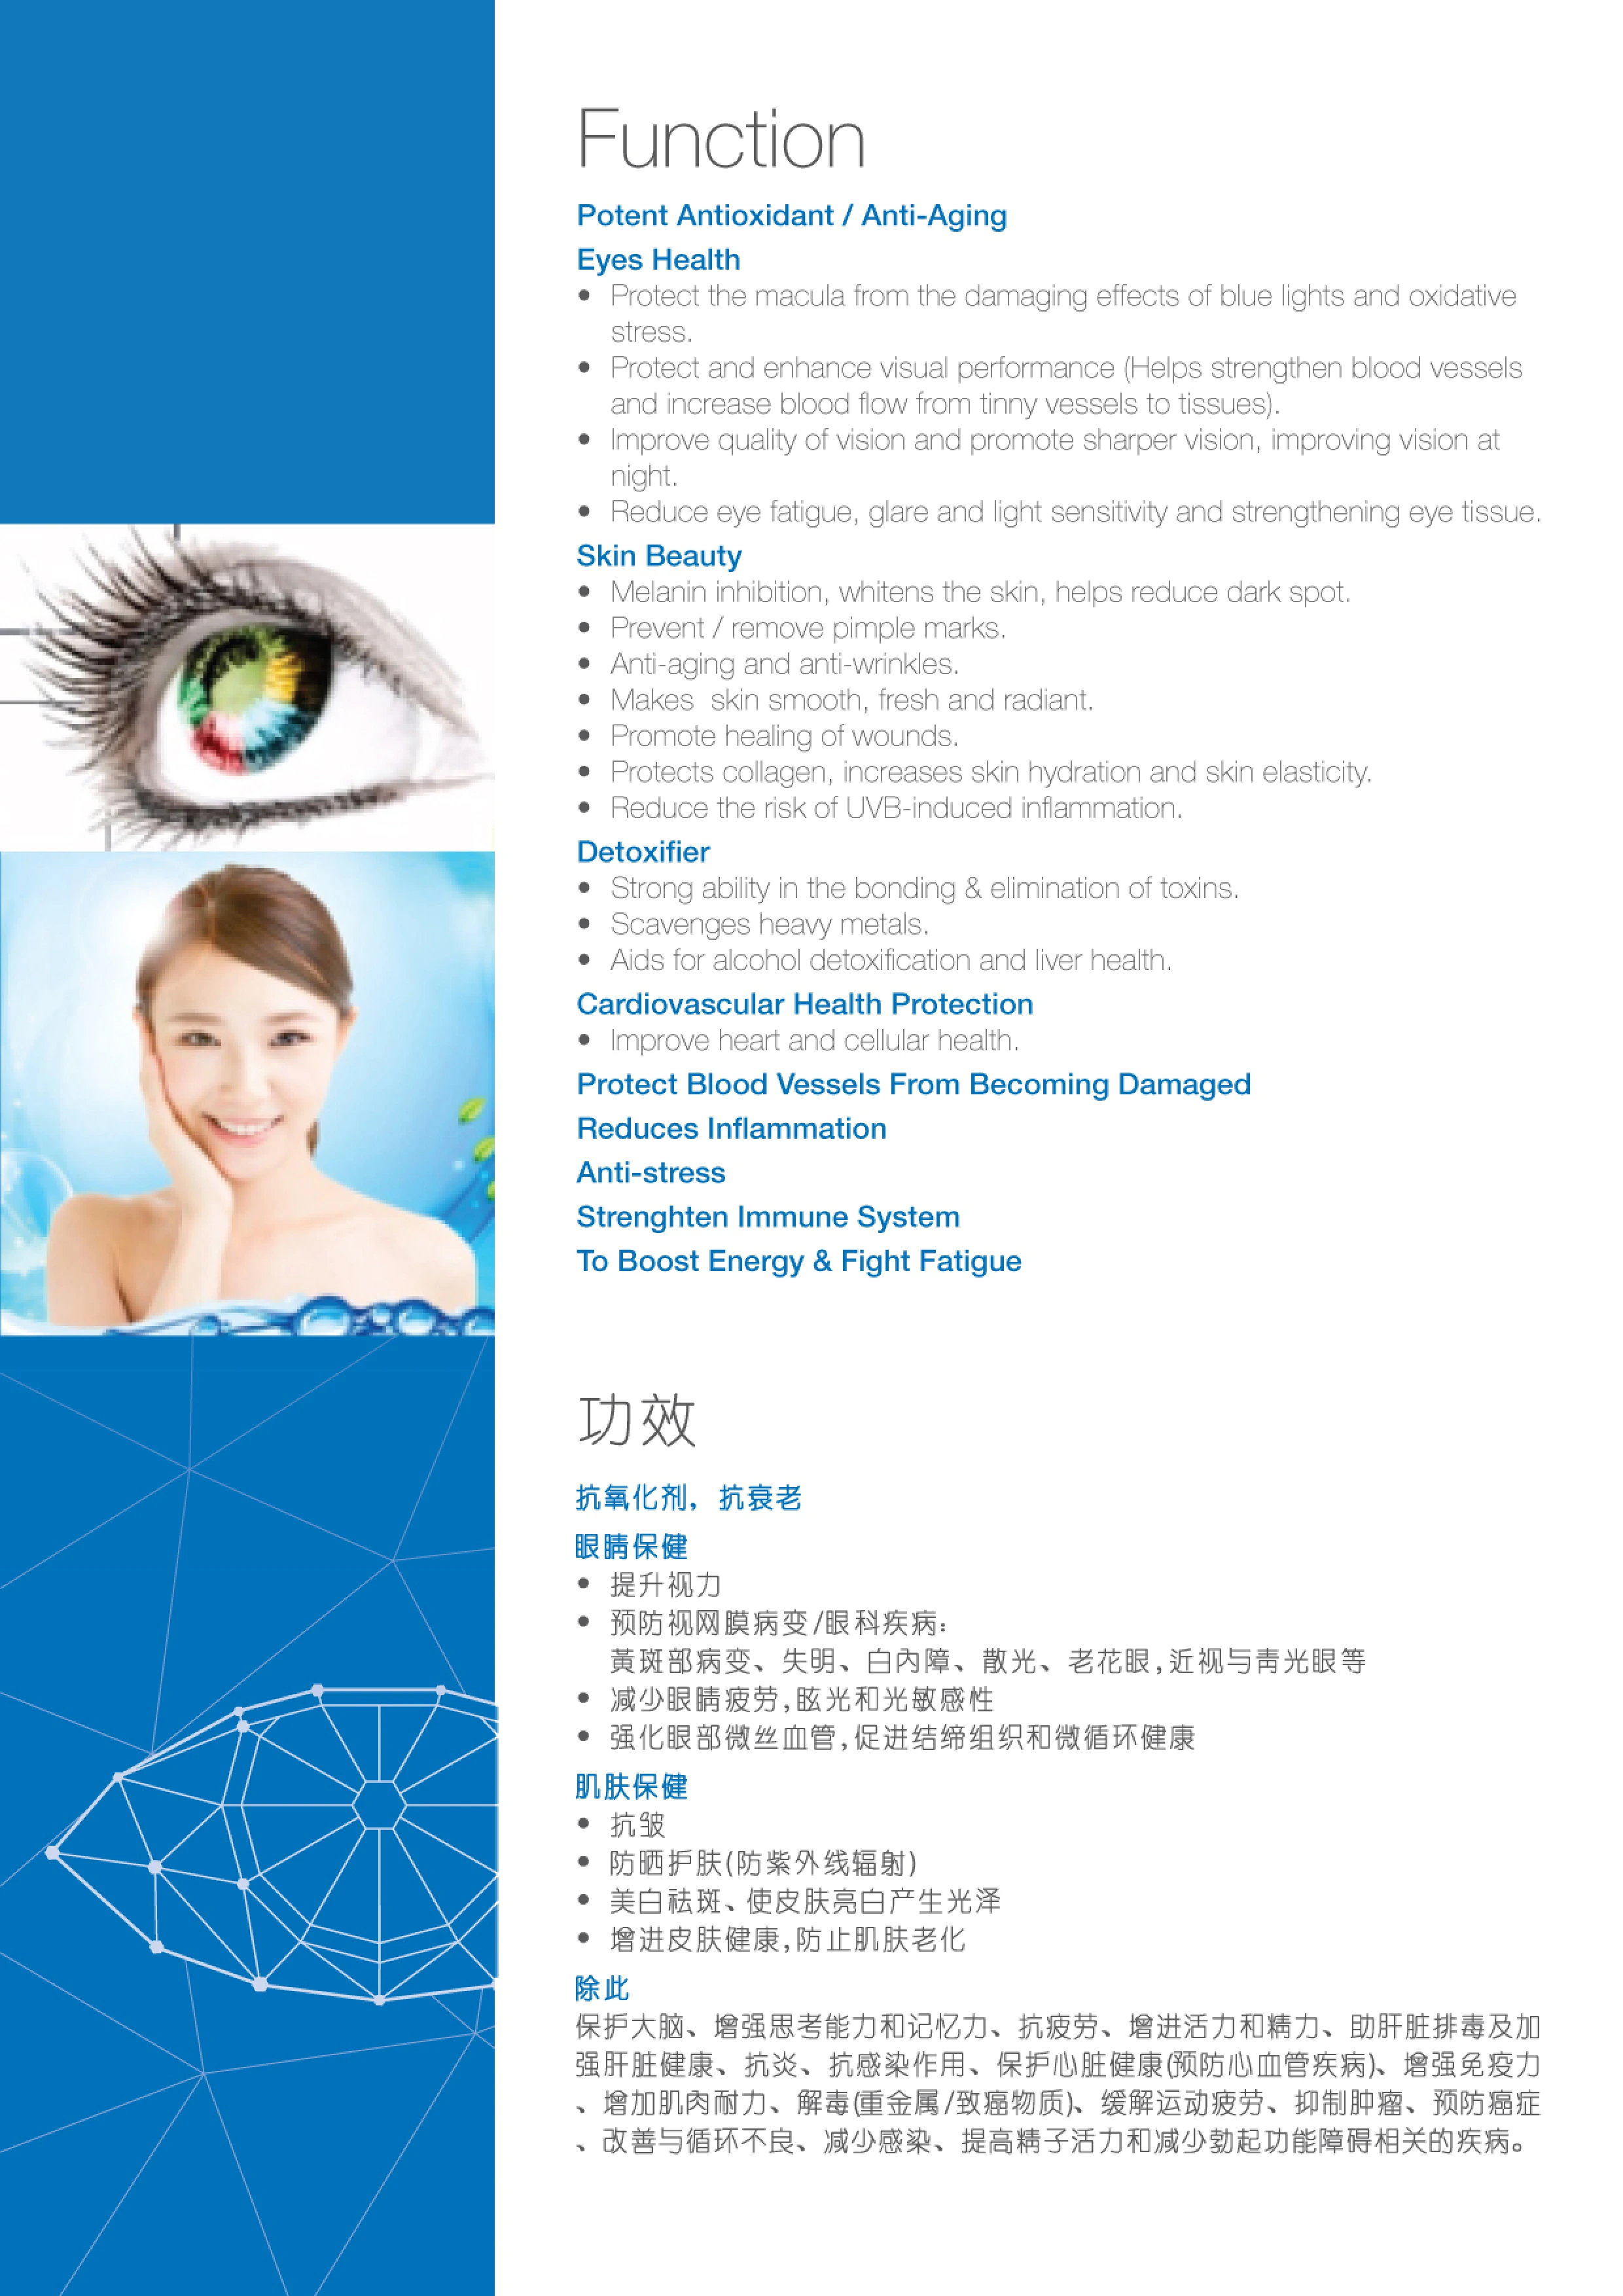 Function
Potent Antioxidant / Anti-Aging
Eyes Health
• Protect the macula from the damaging effects of blue lights and oxidative
stress.
• Protect and enhance visual performance (Helps strengthen blood vessels
and increase blood flow from tinny vessels to tissues).
• Improve quality of vision and promote sharper vision, improving vision at
night.
• Reduce eye fatigue, glare and light sensitivity and strengthening eye tissue.
Skin Beauty
• Melanin inhibition, whitens the skin, helps reduce dark spot.
• Prevent / remove pimple marks.
• Anti-aging and anti-wrinkles.
• Makes  skin smooth, fresh and radiant.
• Promote healing of wounds.
• Protects collagen, increases skin hydration and skin elasticity.
• Reduce the risk of UVB-induced inflammation.
Detoxifier
• Strong ability in the bonding & elimination of toxins.
• Scavenges heavy metals.
• Aids for alcohol detoxification and liver health.
Cardiovascular Health Protection
• Improve heart and cellular health.
Protect Blood Vessels From Becoming Damaged
Reduces Inflammation
Anti-stress
Strenghten Immune System
To Boost Energy & Fight Fatigue
功效
抗氧化剂，抗衰老
眼睛保健
• 提升视力
• 预防视网膜病变/眼科疾病：
黃斑部病变、失明、白內障、散光、老花眼,近视与青光眼等
• 减少眼睛疲劳,眩光和光敏感性
• 强化眼部微丝血管,促进结缔组织和微循环健康
肌肤保健
• 抗皱
• 防晒护肤(防紫外线辐射)
• 美白祛斑、使皮肤亮白产生光泽
• 增进皮肤健康,防止肌肤老化
除此
保护大脑、增强思考能力和记忆力、抗疲劳、增进活力和精力、助肝脏排毒及加
强肝脏健康、抗炎、抗感染作用、保护心脏健康(预防心血管疾病)、增强免疫力
、增加肌肉耐力、解毒(重金属/致癌物质)、缓解运动疲劳、抑制肿瘤、预防癌症
、改善与循环不良、减少感染、提高精子活力和减少勃起功能障碍相关的疾病。